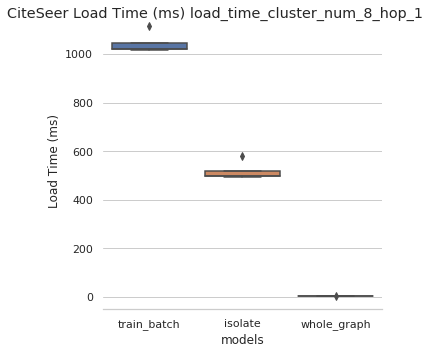 CiteSeer Load Time (ms) load_time_cluster_num_8_hop_1
1000
800
600
400
200
0
Load Time (ms)
train_batch
isolate
whole_graph
models